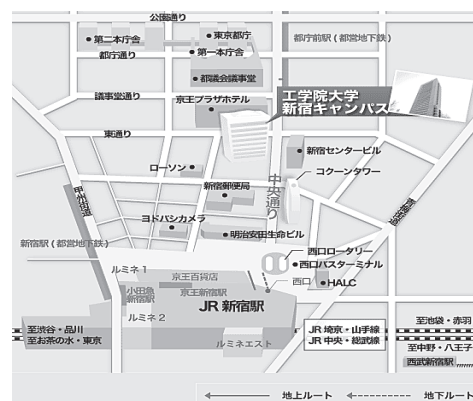 公園通り
第二本庁舎
東京都庁
都庁前駅(都営地下鉄)
都庁通り
第一本庁舎
都議会議事堂
議事堂通り
京王プラザホテル
工学院大学
新宿キャンパス
東通り
新宿センタービル
ローソン
コクーンタワー
中央通り
甲州街道
新宿郵便局
青梅街道
ヨドバシカメラ
明治安田生命ビル
新宿駅(都営地下鉄)
西口ロータリー
西口バスターミナル
ルミネ1
京王百貨店
西口
HALC
小田急
新宿駅
京王新宿駅
JR 新宿駅
ルミネ2
ルミネエスト
至渋谷・品川
至お茶の水・東京
JR 埼京・山手線
JR 中央・総武線
至池袋・赤羽
至中野・八王子
西武新宿駅
地上ルート
地下ルート